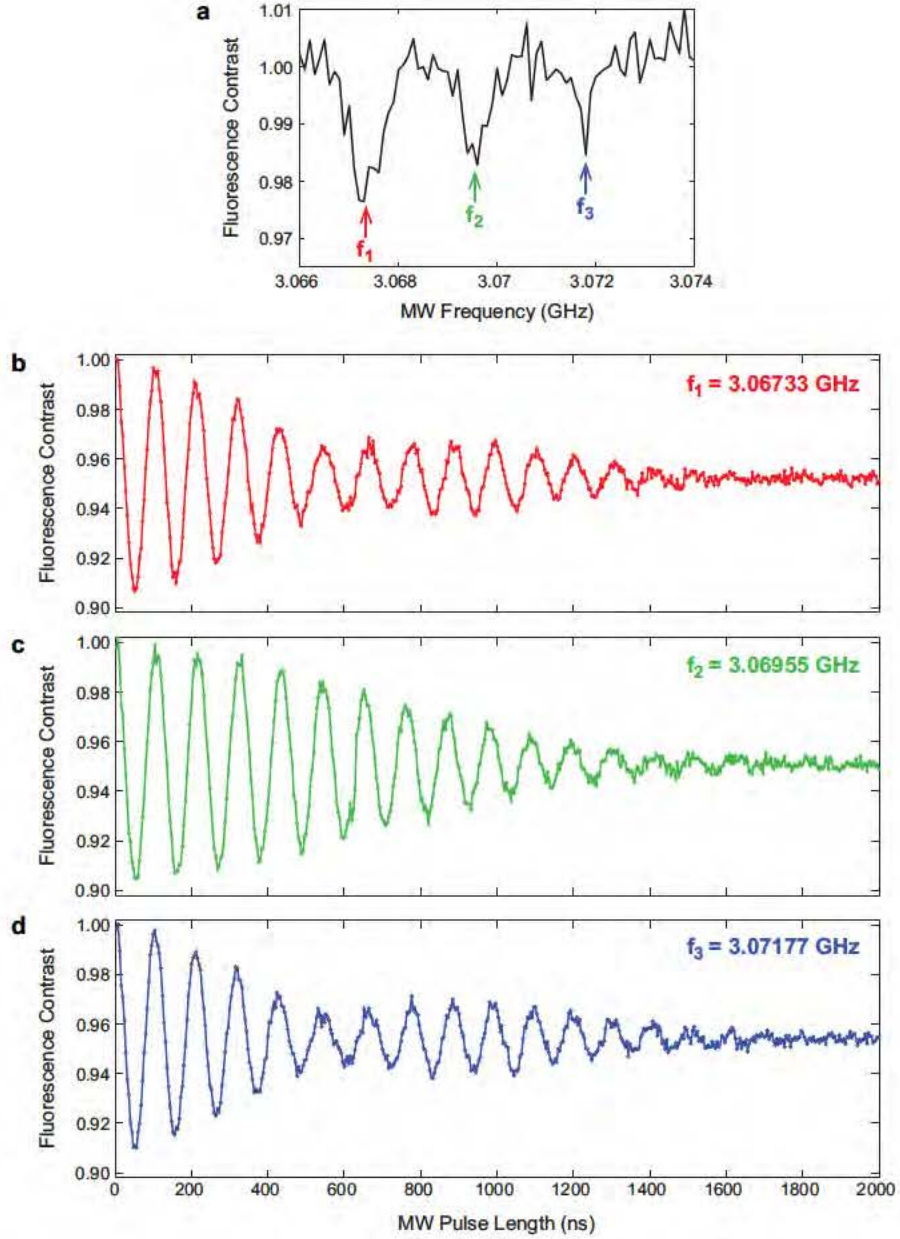 a
1.01
1.00
0.99
0.98
0.97
Fluorescence Contrast
f1
f2
f3
3.066
3.068
3.07
3.072
3.074
MW Frequency (GHz)
b
1.00
0.98
0.96
0.94
0.92
0.90
Fluorescence Contrast
f1 = 3.06733 GHz
c
1.00
0.98
0.96
0.94
0.92
0.90
Fluorescence Contrast
f2 = 3.06955 GHz
d
1.00
0.98
0.96
0.94
0.92
0.90
Fluorescence Contrast
f3 = 3.07177 GHz
0
200
400
600
800
1000
1200
1400
1600
1800
2000
MW Pulse Length (ns)